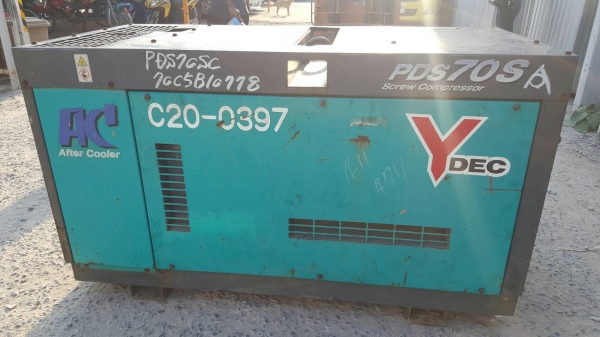 PDS70SC
70C5B10778
PDS70S
Screw Compressor
AC
After Cooler
C20-0397
Y
DEC